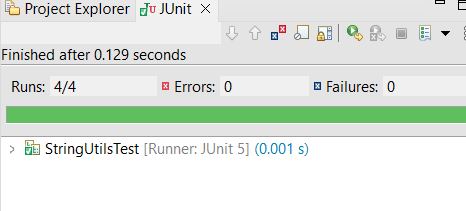 Project Explorer JUnit
Finished after 0.129 seconds
Runs: 4/4 Errors: 0 Failures: 0
StringUtilsTest [Runner: JUnit 5] (0.001 s)